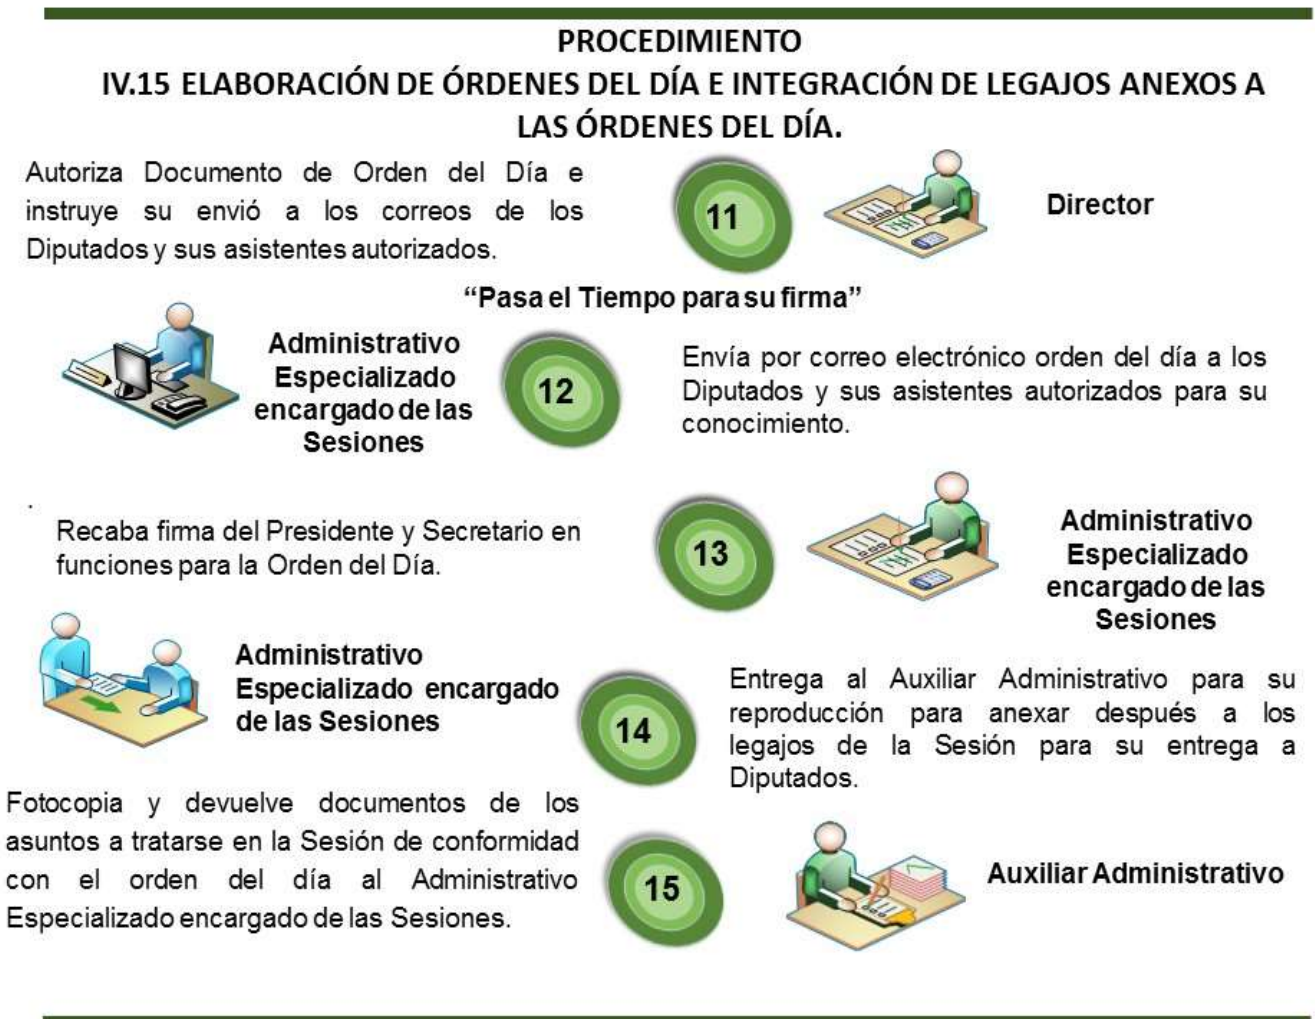 PROCEDIMIENTO
IV.15 ELABORACIÓN DE ÓRDENES DEL DÍA E INTEGRACIÓN DE LEGAJOS ANEXOS A
LAS ÓRDENES DEL DÍA.
Autoriza Documento de Orden del Día e
instruye su envió a los correos de los
Diputados y sus asistentes autorizados.
11
Director
“Pasa el Tiempo para su firma”
Administrativo
Especializado
encargado de las
Sesiones
12
Envía por correo electrónico orden del día a los
Diputados y sus asistentes autorizados para su
conocimiento.
.
Recaba firma del Presidente y Secretario en
funciones para la Orden del Día.
13
Administrativo
Especializado
encargado de las
Sesiones
Administrativo
Especializado encargado
de las Sesiones
14
Entrega al Auxiliar Administrativo para su
reproducción para anexar después a los
legajos de la Sesión para su entrega a
Diputados.
Fotocopia y devuelve documentos de los
asuntos a tratarse en la Sesión de conformidad
con el orden del día al Administrativo
Especializado encargado de las Sesiones.
15
Auxiliar Administrativo